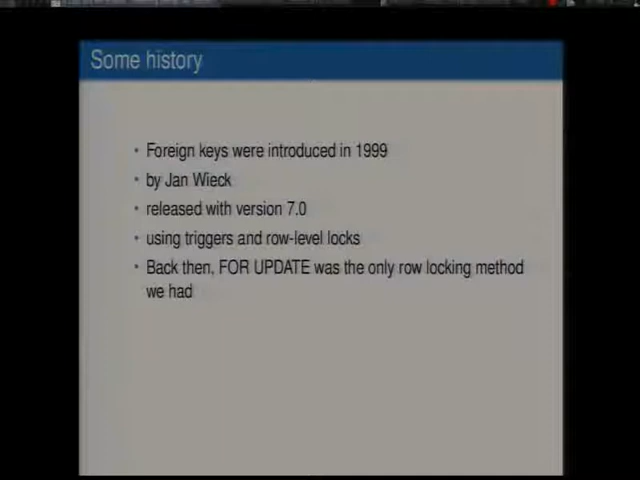 Some history
• Foreign keys were introduced in 1999
• by Jan Wieck
• released with version 7.0
• using triggers and row-level locks
• Back then, FOR UPDATE was the only row locking method
we had